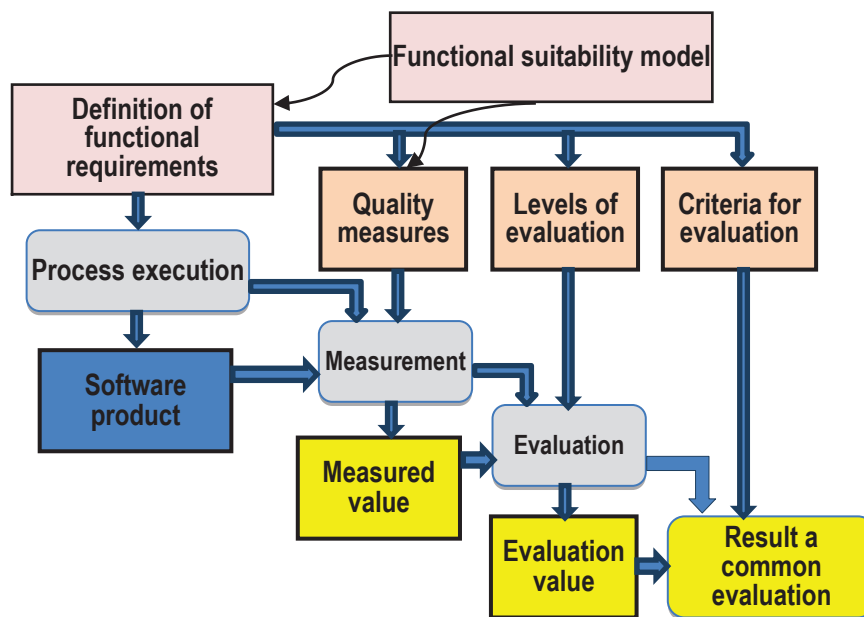 Functional suitability model
Definition of
functional
requirements
Quality
measures
Levels of
evaluation
Criteria for
evaluation
Process execution
Measurement
Software
product
Evaluation
Measured
value
Evaluation
value
Result a
common
evaluation